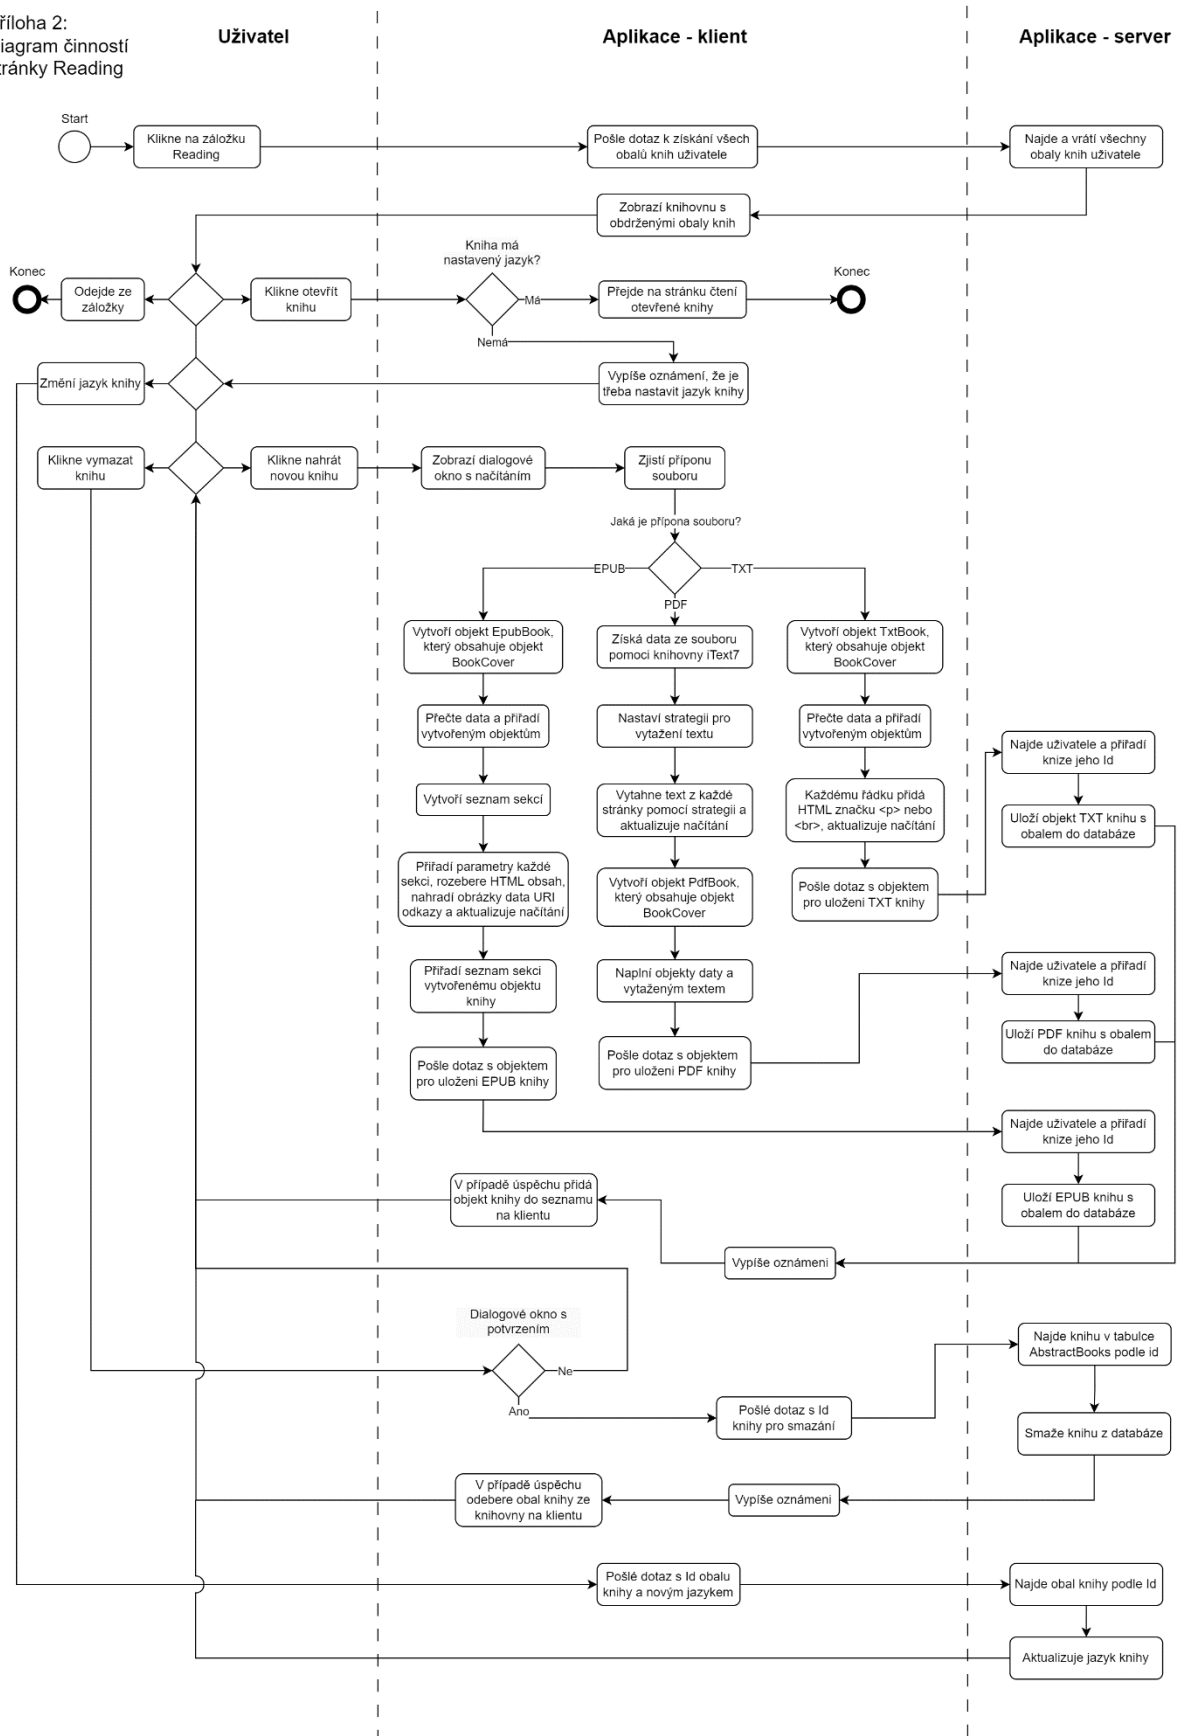 říloha 2:
iagram činností
tránky Reading
Uživatel
Aplikace - klient
Aplikace - server
Start
Klikne na záložku
Reading
Pošle dotaz k získání všech
obalů knih uživatele
Najde a vrátí všechny
obaly knih uživatele
Zobrazí knihovnu s
obdrženými obaly knih
Konec
Odejde ze
záložky
Klikne otevřít
knihu
Kniha má
nastavený jazyk?
Má
Přejde na stránku čtení
otevřené knihy
Konec
Nemá
Změní jazyk knihy
Vypíše oznámení, že je
třeba nastavit jazyk knihy
Klikne vymazat
knihu
Klikne nahrát
novou knihu
Zobrazí dialogové
okno s načítáním
Zjistí příponu
souboru
Jaká je přípona souboru?
EPUB
TXT
PDF
Vytvoří objekt EpubBook,
který obsahuje objekt
BookCover
Získá data ze souboru
pomoci knihovny iText7
Vytvoří objekt TxtBook,
který obsahuje objekt
BookCover
Přečte data a přiřadí
vytvořeným objektům
Nastaví strategii pro
vytažení textu
Přečte data a přiřadí
vytvořeným objektům
Najde uživatele a přiřadí
knize jeho Id
Vytvoří seznam sekcí
Vytahne text z každé
stránky pomocí strategii a
aktualizuje načítání
Každému řádku přidá
HTML značku <p> nebo
<br>, aktualizuje načítání
Uloží objekt TXT knihu s
obalem do databáze
Přiřadí parametry každé
sekci, rozebere HTML obsah,
nahradí obrázky data URI
odkazy a aktualizuje načítání
Vytvoří objekt PdfBook,
který obsahuje objekt
BookCover
Pošle dotaz s objektem
pro uloženi TXT knihy
Přiřadí seznam sekci
vytvořenému objektu
knihy
Naplní objekty daty a
vytaženým textem
Najde uživatele a přiřadí
knize jeho Id
Uloží PDF knihu s obalem
do databáze
Pošle dotaz s objektem
pro uloženi EPUB knihy
Pošle dotaz s objektem
pro uloženi PDF knihy
Najde uživatele a přiřadí
knize jeho Id
V případě úspěchu přidá
objekt knihy do seznamu
na klientu
Uloží EPUB knihu s
obalem do databáze
Vypíše oznámeni
Dialogové okno s
potvrzením
Ne
Ano
Najde knihu v tabulce
AbstractBooks podle id
Pošlé dotaz s Id
knihy pro smazání
Smaže knihu z databáze
V případě úspěchu
odebere obal knihy ze
knihovny na klientu
Vypíše oznámeni
Pošlé dotaz s Id obalu
knihy a novým jazykem
Najde obal knihy podle Id
Aktualizuje jazyk knihy